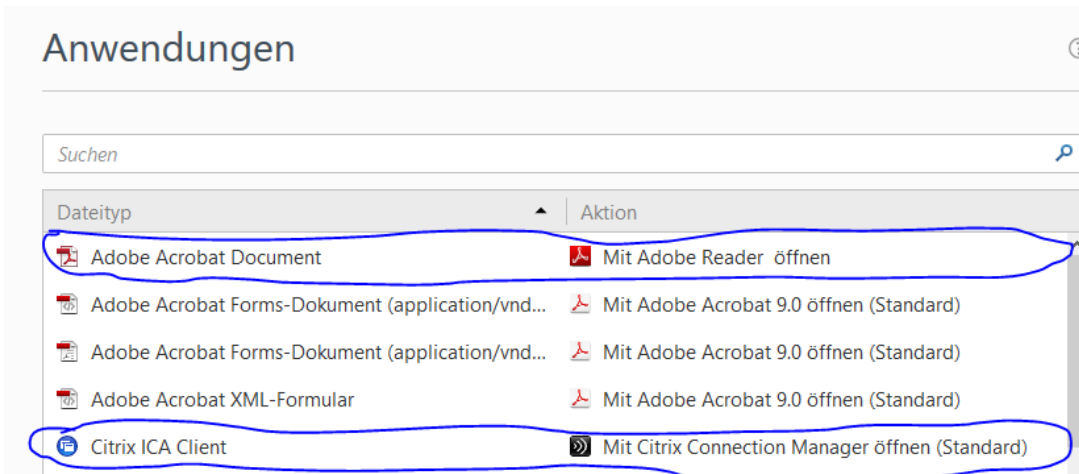 Anwendungen
Suchen
Dateityp Aktion
Adobe Acrobat Document Mit Adobe Reader öffnen
Adobe Acrobat Forms-Dokument (application/vnd... Mit Adobe Acrobat 9.0 öffnen (Standard)
Adobe Acrobat Forms-Dokument (application/vnd... Mit Adobe Acrobat 9.0 öffnen (Standard)
Adobe Acrobat XML-Formular Mit Adobe Acrobat 9.0 öffnen (Standard)
Citrix ICA Client Mit Citrix Connection Manager öffnen (Standard)